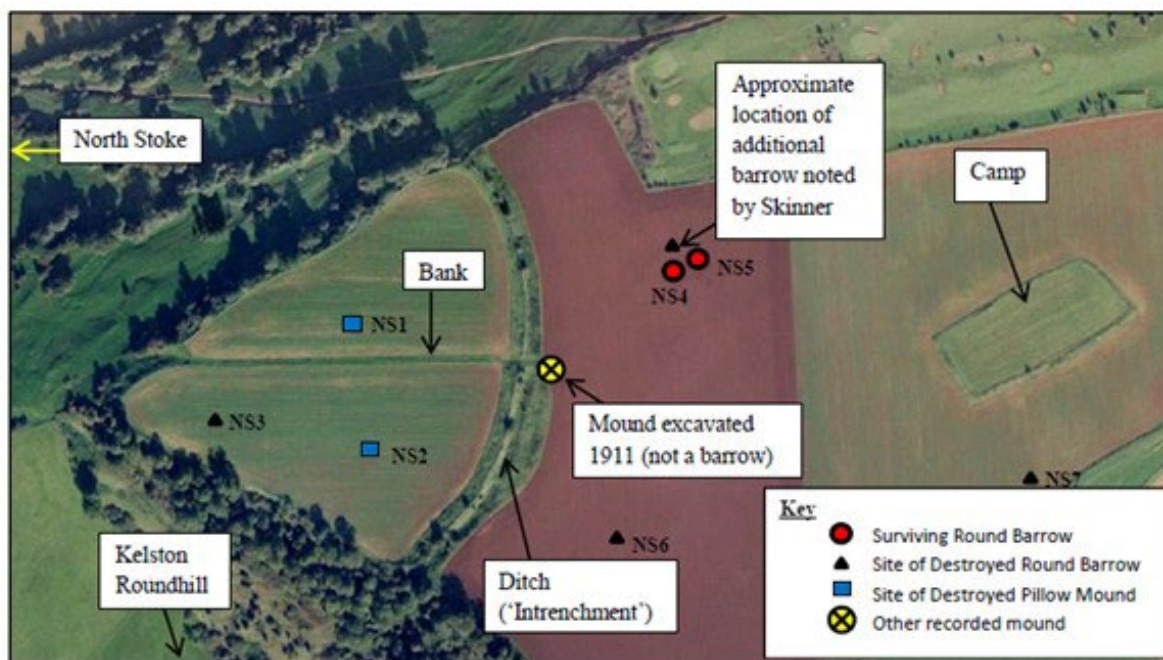 North Stoke
Approximate
location of
additional
barrow noted
by Skinner
Camp
Bank
NS5
NS4
NS1
NS3
NS2
Mound excavated
1911 (not a barrow)
NS7
NS6
Kelston
Roundhill
Ditch
('Intrenchment')
Key
Surviving Round Barrow
Site of Destroyed Round Barrow
Site of Destroyed Pillow Mound
Other recorded mound